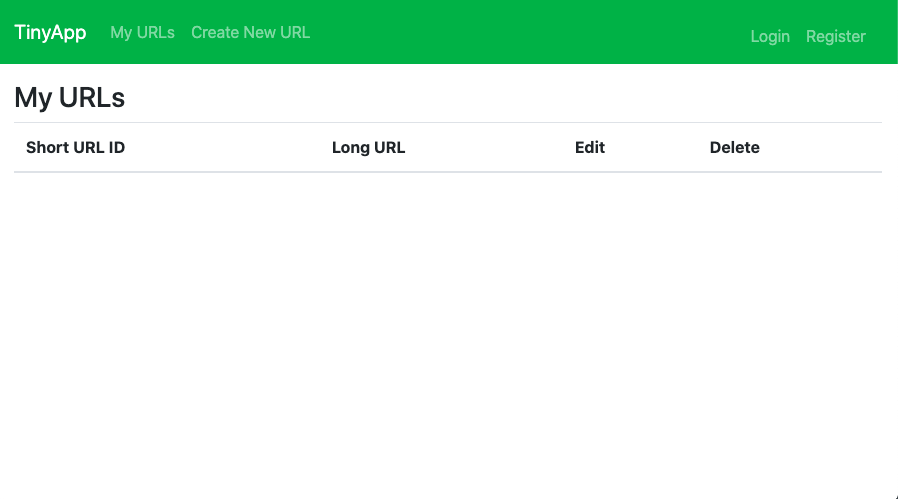 TinyApp My URLs Create New URL Login Register
My URLs
Short URL ID Long URL Edit Delete